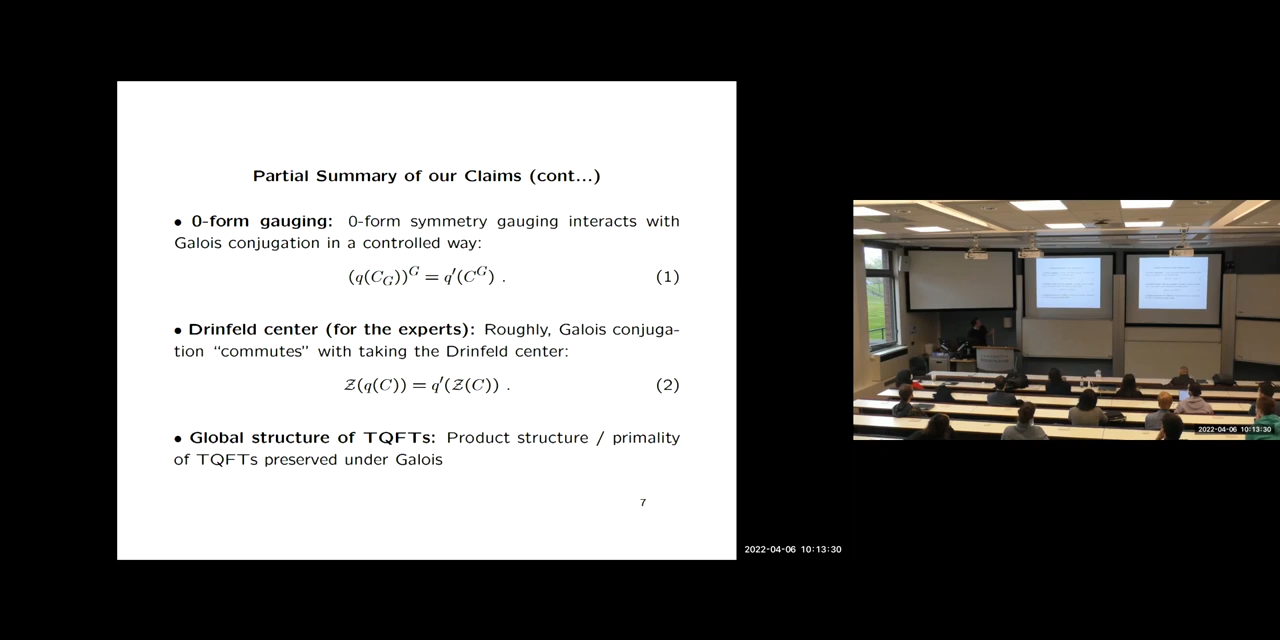 Partial Summary of our Claims (cont...)
• 0-form gauging: 0-form symmetry gauging interacts with
Galois conjugation in a controlled way:
(q(C_G))^G = q′(C^G) . (1)
• Drinfeld center (for the experts): Roughly, Galois conjuga-
tion “commutes” with taking the Drinfeld center:
𝒵(q(C)) = q′(𝒵(C)) . (2)
• Global structure of TQFTs: Product structure / primality
of TQFTs preserved under Galois
7
2022-04-06 10:13:30
2022-04-06 10:13:30